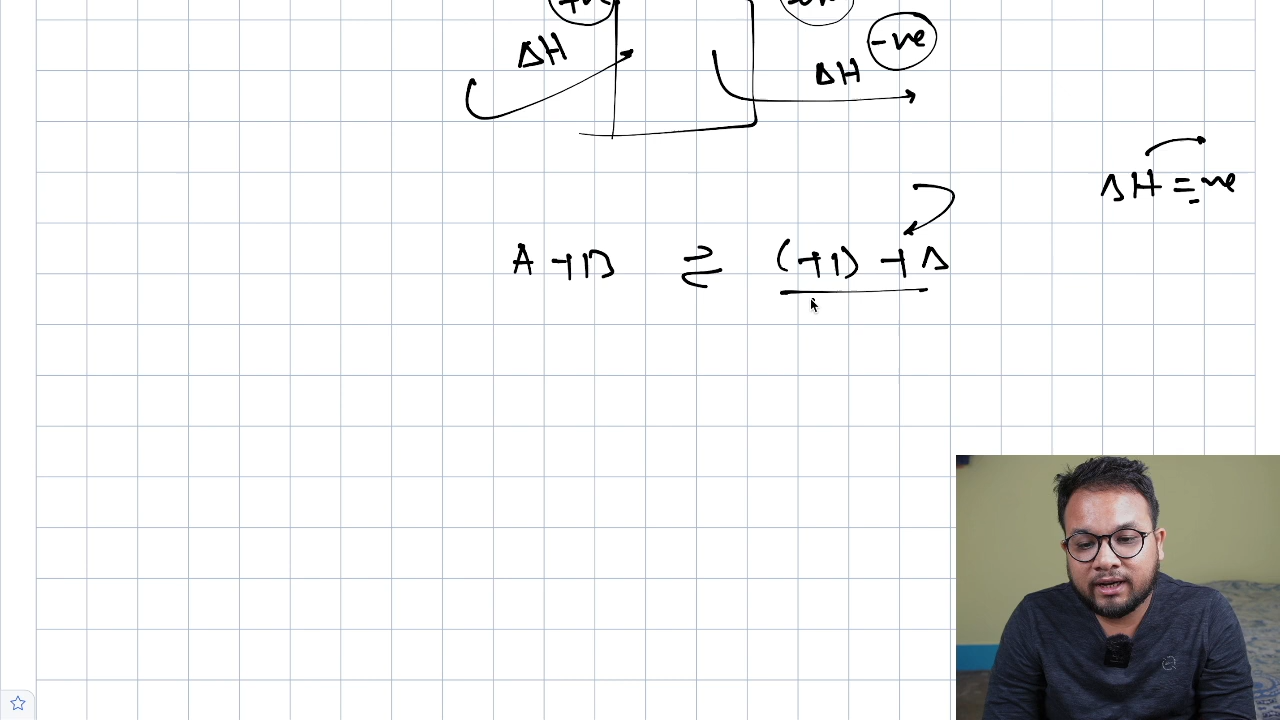 +ve
-ve
ΔH
ΔH
ΔH = -ve
A + B ⇌ C + D + Δ